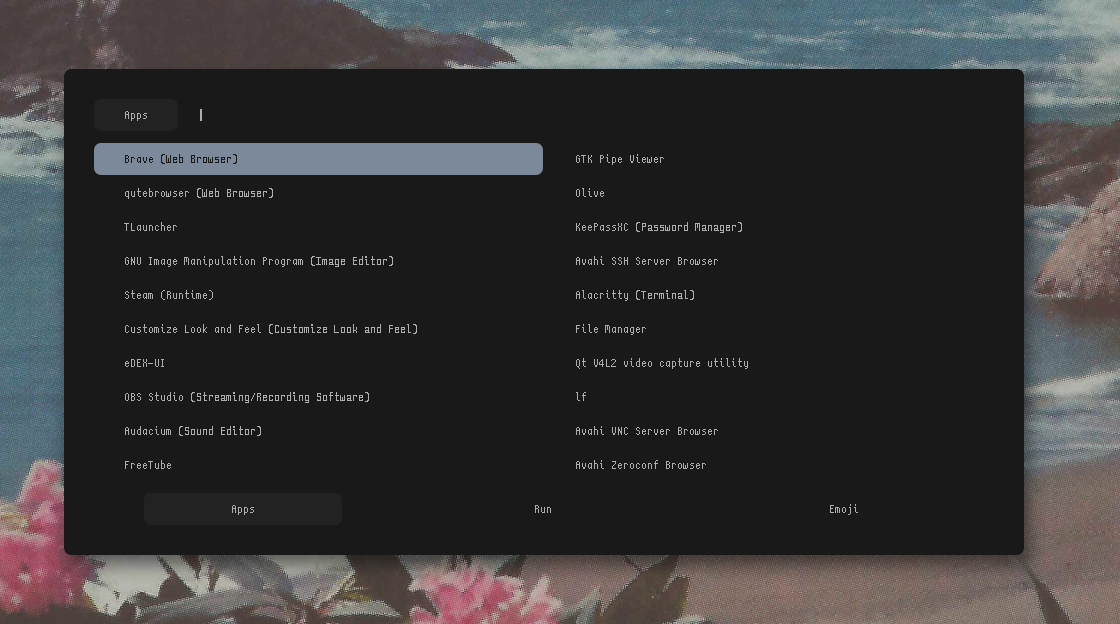 Apps
Brave (Web Browser)
qutebrowser (Web Browser)
TLauncher
GNU Image Manipulation Program (Image Editor)
Steam (Runtime)
Customize Look and Feel (Customize Look and Feel)
eDEX-UI
OBS Studio (Streaming/Recording Software)
Audacium (Sound Editor)
FreeTube
GTK Pipe Viewer
Olive
KeePassXC (Password Manager)
Avahi SSH Server Browser
Alacritty (Terminal)
File Manager
Qt V4L2 video capture utility
lf
Avahi VNC Server Browser
Avahi Zeroconf Browser
Apps Run Emoji